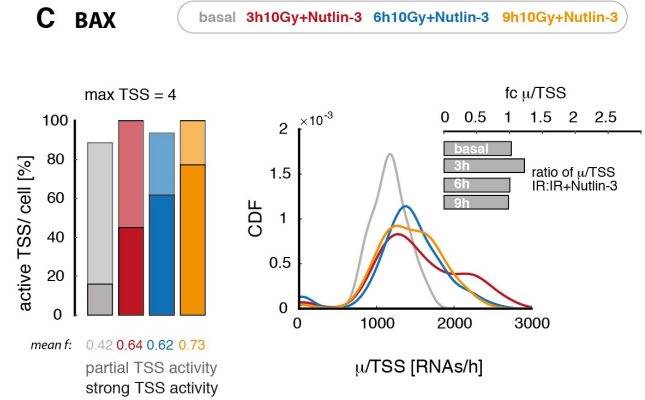 C BAX
basal 3h10Gy+Nutlin-3 6h10Gy+Nutlin-3 9h10Gy+Nutlin-3
max TSS = 4
active TSS/ cell [%]
100
80
60
40
20
0
mean f: 0.42 0.64 0.62 0.73
partial TSS activity
strong TSS activity
×10⁻³
CDF
2
1.5
1
0.5
0
0 1000 2000 3000
μ/TSS [RNAs/h]
fc μ/TSS
0 0.5 1 1.5 2 2.5
basal
3h
6h
9h
ratio of μ/TSS
IR:IR+Nutlin-3